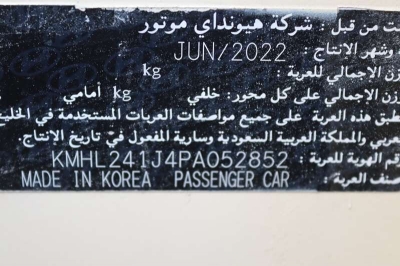 من قبل : شركة هيونداي موتور
وشهر الانتاج : JUN/2022
الإجمالي للعربة : kg
الإجمالي على كل محور: خلفي kg أمامي
هذه العربة على جميع مواصفات العربات المستخدمة في الخليج
والمملكة العربية السعودية وسارية المفعول في تاريخ الانتاج.
الهوية للعربة : KMHL241J4PA052852
العربة : MADE IN KOREA PASSENGER CAR